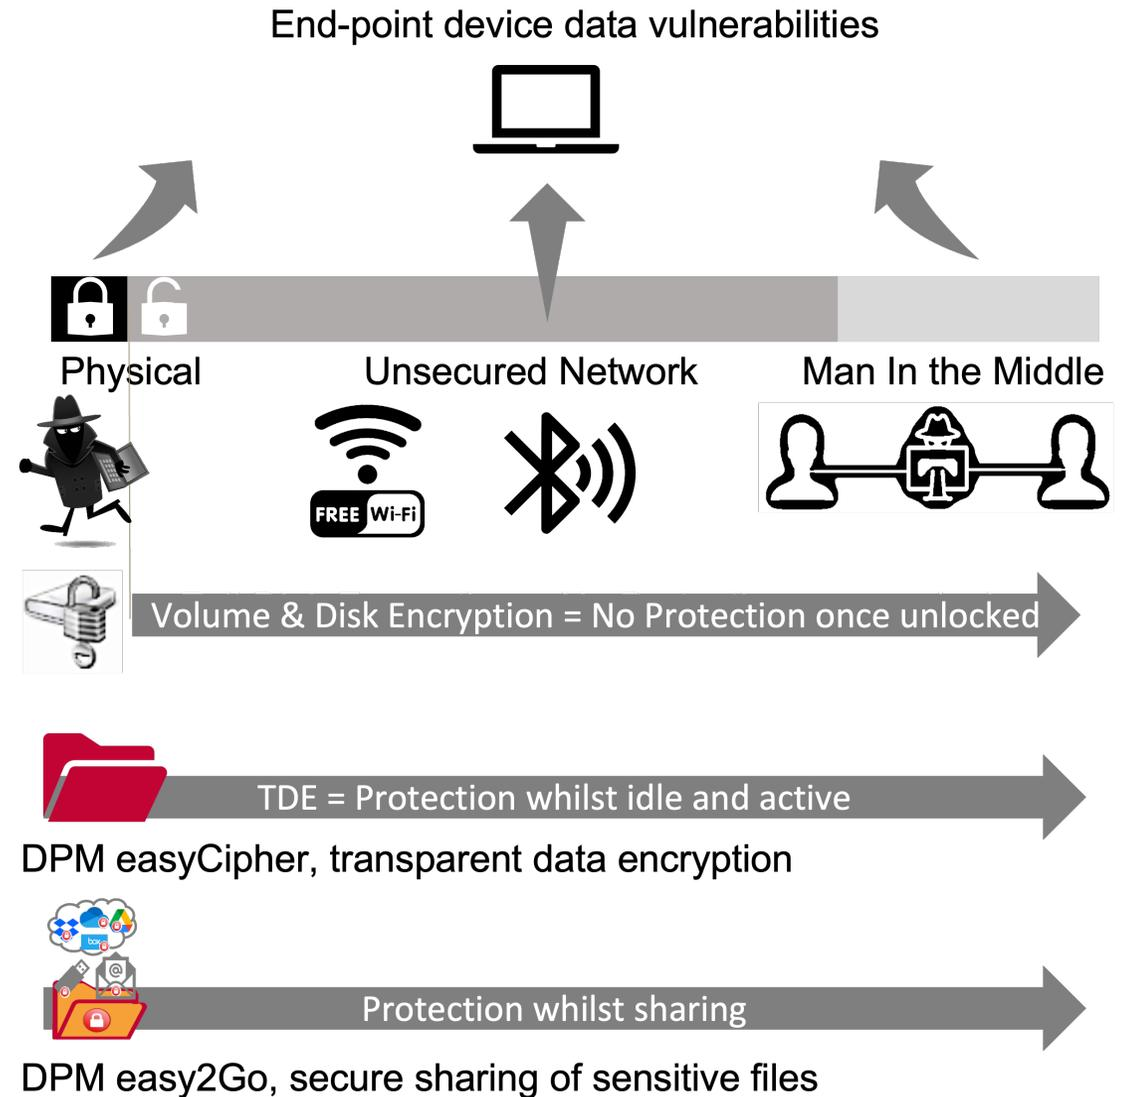 End-point device data vulnerabilities
Physical
Unsecured Network
Man In the Middle
FREE Wi-Fi
Volume & Disk Encryption = No Protection once unlocked
TDE = Protection whilst idle and active
DPM easyCipher, transparent data encryption
box
@
Protection whilst sharing
DPM easy2Go, secure sharing of sensitive files